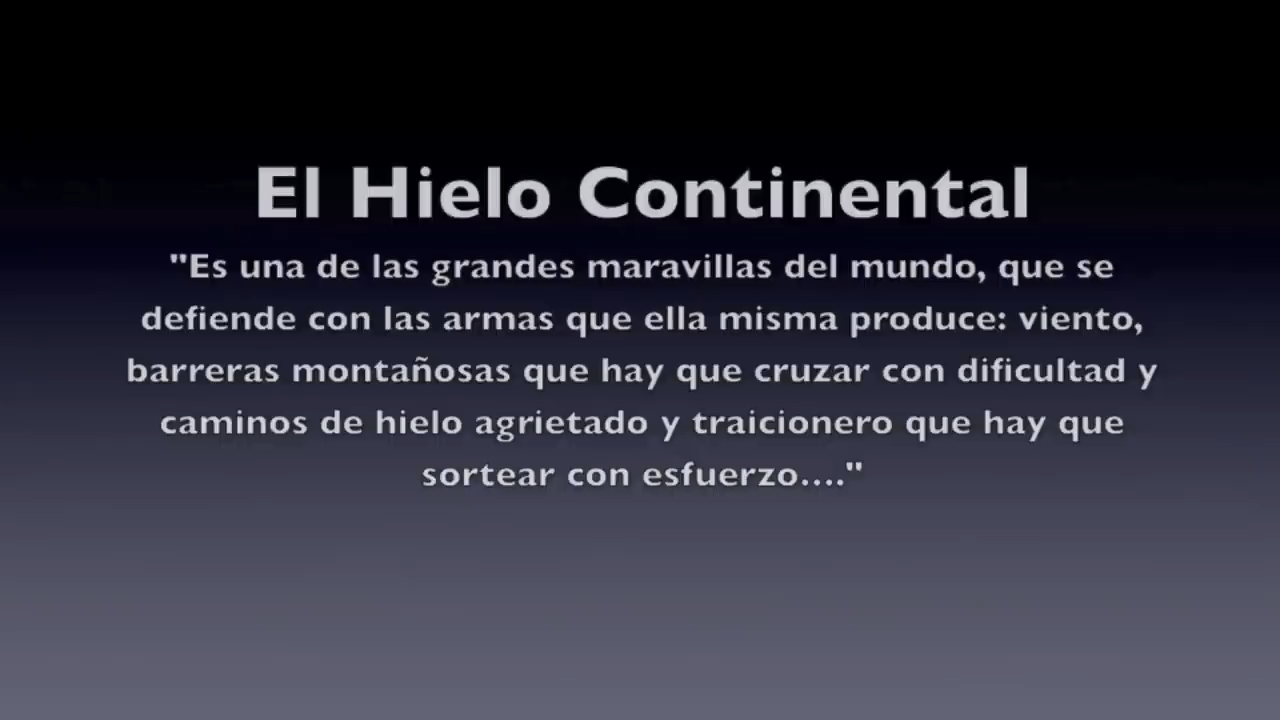 El Hielo Continental
"Es una de las grandes maravillas del mundo, que se
defiende con las armas que ella misma produce: viento,
barreras montañosas que hay que cruzar con dificultad y
caminos de hielo agrietado y traicionero que hay que
sortear con esfuerzo...."